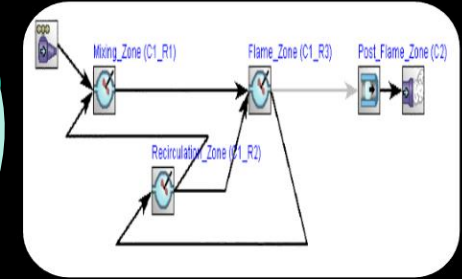 Mixing_Zone (C1_R1)
Flame_Zone (C1_R3)
Post_Flame_Zone (C2)
Recirculation_Zone (C1_R2)